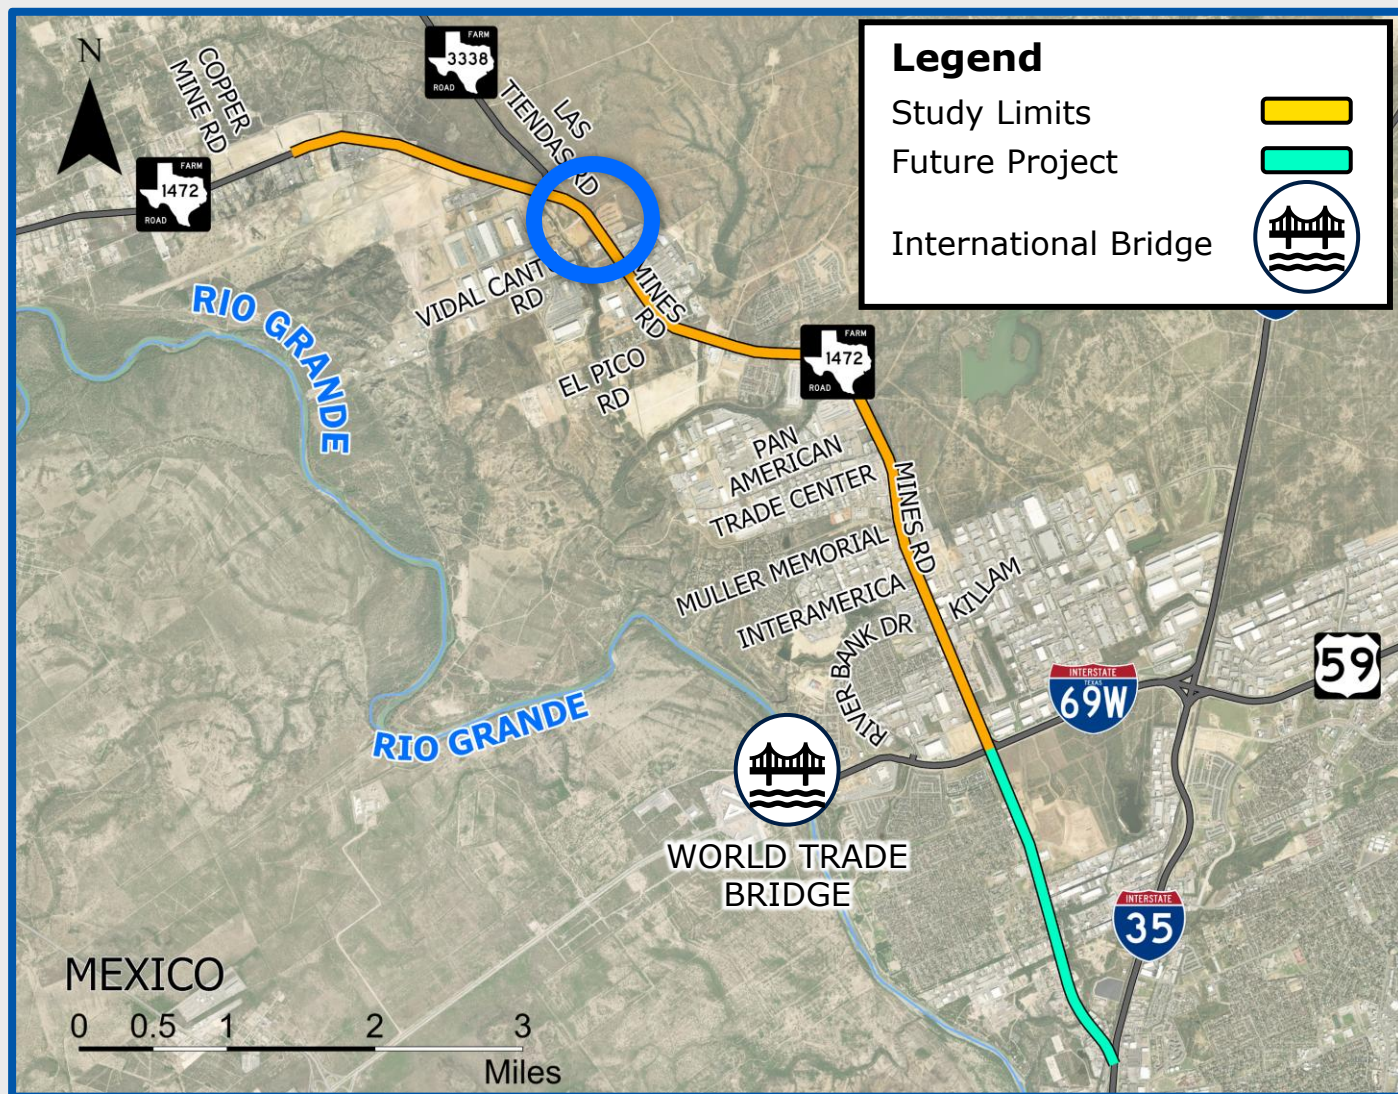 N
COPPER
MINE RD
FARM
3338
ROAD
LAS
TIENDAS RD
FARM
1472
ROAD
Legend
Study Limits
Future Project
International Bridge
RIO GRANDE
VIDAL CANTU
RD
MINES
RD
EL PICO
RD
FARM
1472
ROAD
PAN
AMERICAN
TRADE CENTER
MINES RD
MULLER MEMORIAL
INTERAMERICA
KILLAM
RIVER BANK DR
INTERSTATE
TEXAS
69W
59
RIO GRANDE
WORLD TRADE
BRIDGE
INTERSTATE
35
MEXICO
0 0.5 1 2 3
Miles